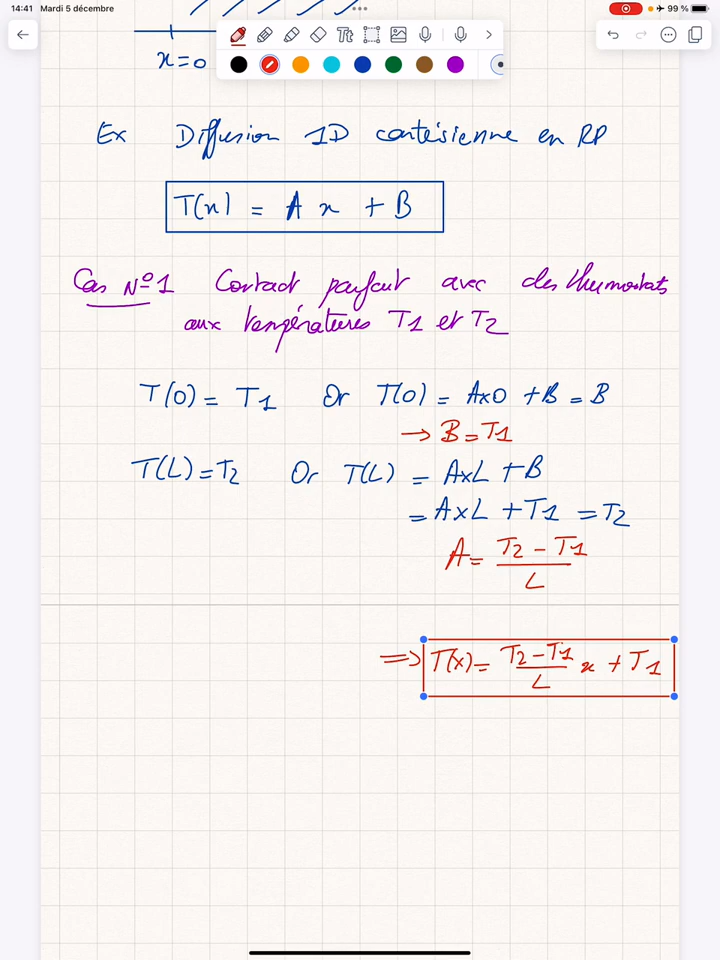 14:41 Mardi 5 décembre 99 %
Tt
x=0
Ex Diffusion 1D cartésienne en RP
T(x) = A x + B
Cas N°1 Contact parfait avec des thermostats
aux températures T1 et T2
T(0) = T1 Or T(0) = A×0 + B = B
→ B = T1
T(L) = T2 Or T(L) = A×L + B
= A×L + T1 = T2
A = (T2 - T1)/L
⇒ T(x) = (T2 - T1)/L x + T1